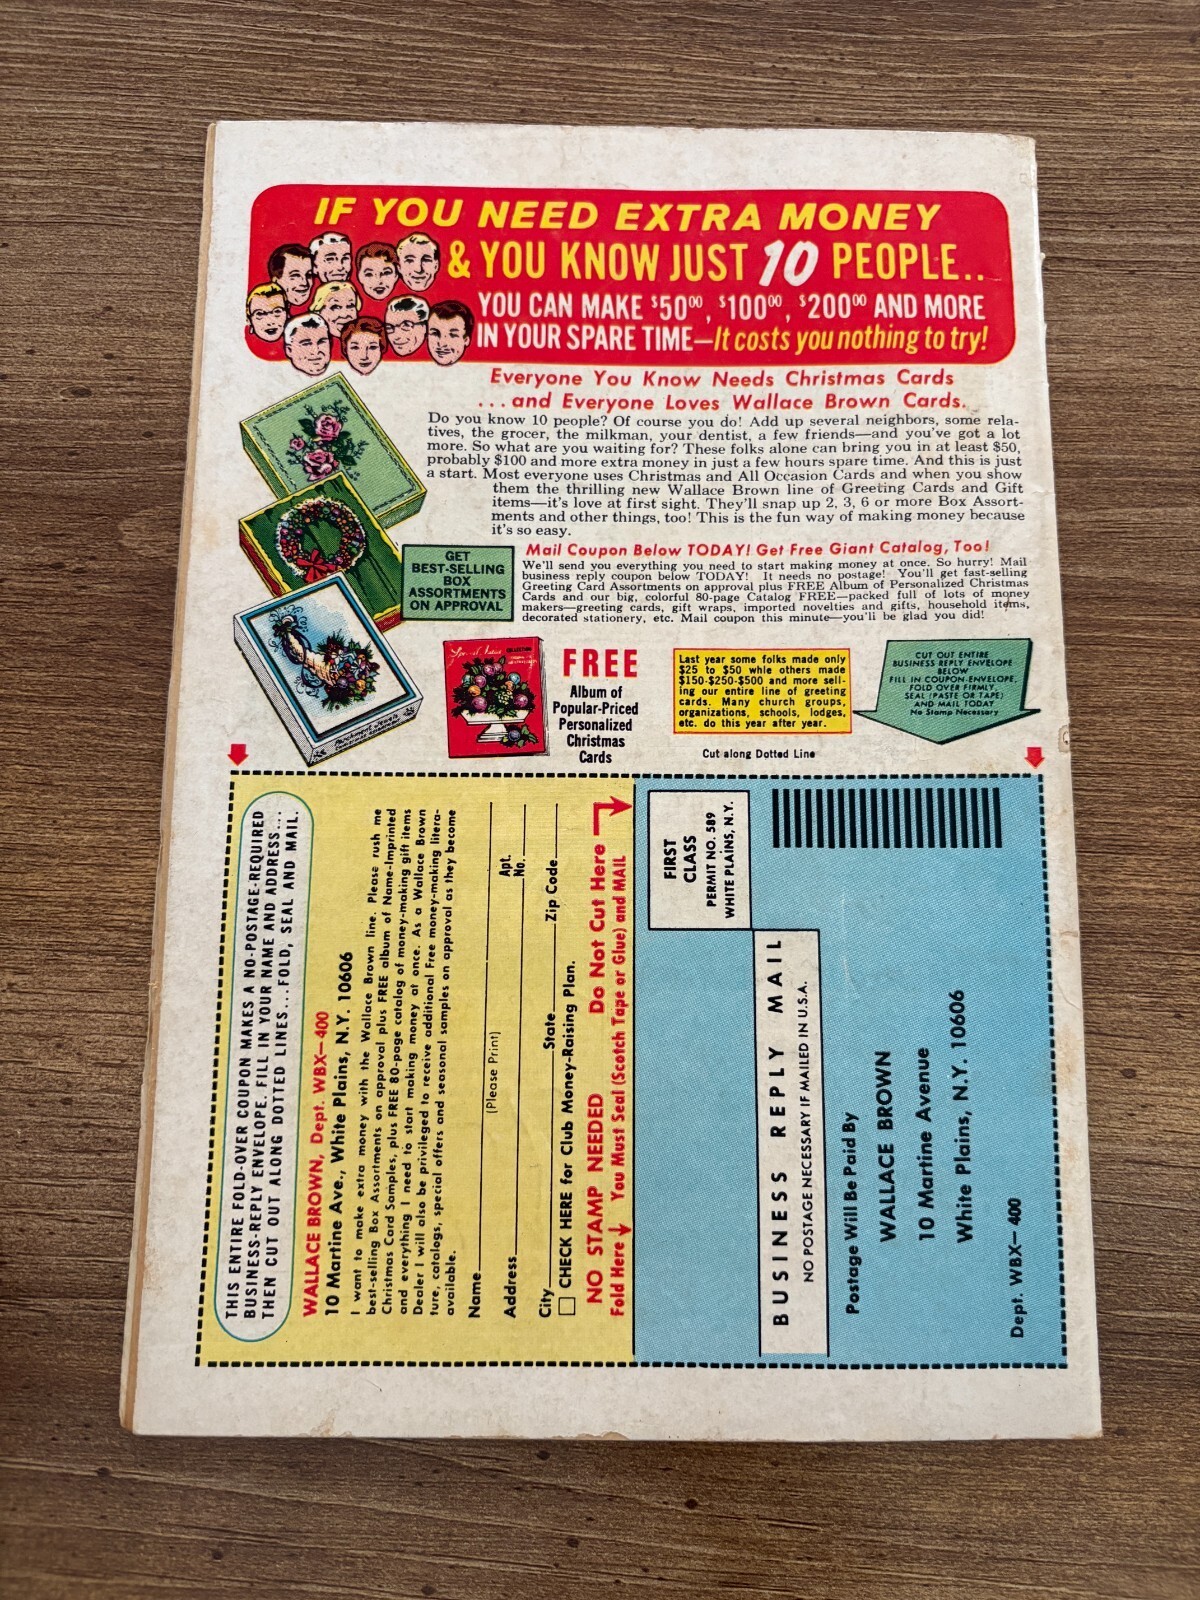 IF YOU NEED EXTRA MONEY
& YOU KNOW JUST 10 PEOPLE..
YOU CAN MAKE $50⁰⁰, $100⁰⁰, $200⁰⁰ AND MORE
IN YOUR SPARE TIME—It costs you nothing to try!
Everyone You Know Needs Christmas Cards
...and Everyone Loves Wallace Brown Cards.
Do you know 10 people? Of course you do! Add up several neighbors, some rela-
tives, the grocer, the milkman, your dentist, a few friends—and you've got a lot
more. So what are you waiting for? These folks alone can bring you in at least $50,
probably $100 and more extra money in just a few hours spare time. And this is just
a start. Most everyone uses Christmas and All Occasion Cards and when you show
them the thrilling new Wallace Brown line of Greeting Cards and Gift
items—it's love at first sight. They'll snap up 2, 3, 6 or more Box Assort-
ments and other things, too! This is the fun way of making money because
it's so easy.
GET
BEST-SELLING
BOX
ASSORTMENTS
ON APPROVAL
Mail Coupon Below TODAY! Get Free Giant Catalog, Too!
We'll send you everything you need to start making money at once. So hurry! Mail
business reply coupon below TODAY! It needs no postage! You'll get fast-selling
Greeting Card Assortments on approval plus FREE Album of Personalized Christmas
Cards and our big, colorful 80-page Catalog FREE—packed full of lots of money
makers—greeting cards, gift wraps, imported novelties and gifts, household items,
decorated stationery, etc. Mail coupon this minute—you'll be glad you did!
FREE
Album of
Popular-Priced
Personalized
Christmas
Cards
Last year some folks made only
$25 to $50 while others made
$150-$250-$500 and more sell-
ing our entire line of greeting
cards. Many church groups,
organizations, schools, lodges,
etc. do this year after year.
CUT OUT ENTIRE
BUSINESS REPLY ENVELOPE
BELOW
FILL IN COUPON-ENVELOPE,
FOLD OVER FIRMLY,
SEAL (PASTE OR TAPE)
AND MAIL TODAY
No Stamp Necessary
Cut along Dotted Line
THIS ENTIRE FOLD-OVER COUPON MAKES A NO-POSTAGE-REQUIRED
BUSINESS-REPLY ENVELOPE. FILL IN YOUR NAME AND ADDRESS....
THEN CUT OUT ALONG DOTTED LINES...FOLD, SEAL AND MAIL.
WALLACE BROWN, Dept. WBX—400
10 Martine Ave., White Plains, N.Y. 10606
I want to make extra money with the Wallace Brown line. Please rush me
best-selling Box Assortments on approval plus FREE album of Name-Imprinted
Christmas Card Samples, plus FREE 80-page catalog of money-making gift items
and everything I need to start making money at once. As a Wallace Brown
Dealer I will also be privileged to receive additional Free money-making litera-
ture, catalogs, special offers and seasonal samples on approval as they become
available.
Name
(Please Print)
Address Apt. No.
City State Zip Code
CHECK HERE for Club Money-Raising Plan.
NO STAMP NEEDED Do Not Cut Here
Fold Here You Must Seal (Scotch Tape or Glue) and MAIL
FIRST
CLASS
PERMIT NO. 589
WHITE PLAINS, N.Y.
BUSINESS REPLY MAIL
NO POSTAGE NECESSARY IF MAILED IN U.S.A.
Postage Will Be Paid By
WALLACE BROWN
10 Martine Avenue
White Plains, N.Y. 10606
Dept. WBX—400